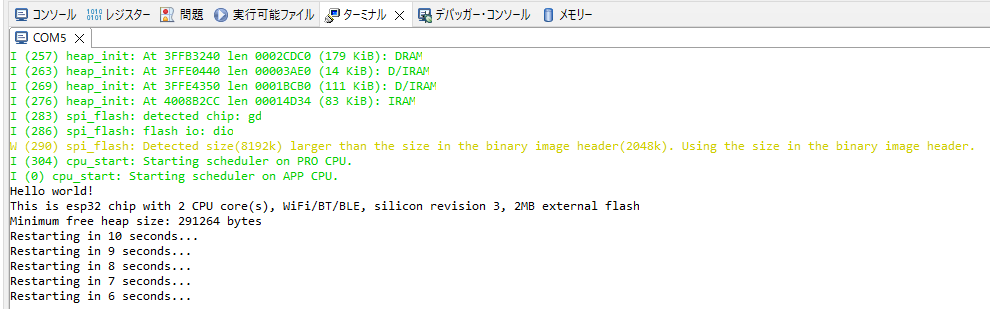 コンソール レジスター 問題 実行可能ファイル ターミナル デバッガー・コンソール メモリー
COM5
I (257) heap_init: At 3FFB3240 len 0002CDC0 (179 KiB): DRAM
I (263) heap_init: At 3FFE0440 len 00003AE0 (14 KiB): D/IRAM
I (269) heap_init: At 3FFE4350 len 0001BCB0 (111 KiB): D/IRAM
I (276) heap_init: At 4008B2CC len 00014D34 (83 KiB): IRAM
I (283) spi_flash: detected chip: gd
I (286) spi_flash: flash io: dio
W (290) spi_flash: Detected size(8192k) larger than the size in the binary image header(2048k). Using the size in the binary image header.
I (304) cpu_start: Starting scheduler on PRO CPU.
I (0) cpu_start: Starting scheduler on APP CPU.
Hello world!
This is esp32 chip with 2 CPU core(s), WiFi/BT/BLE, silicon revision 3, 2MB external flash
Minimum free heap size: 291264 bytes
Restarting in 10 seconds...
Restarting in 9 seconds...
Restarting in 8 seconds...
Restarting in 7 seconds...
Restarting in 6 seconds...